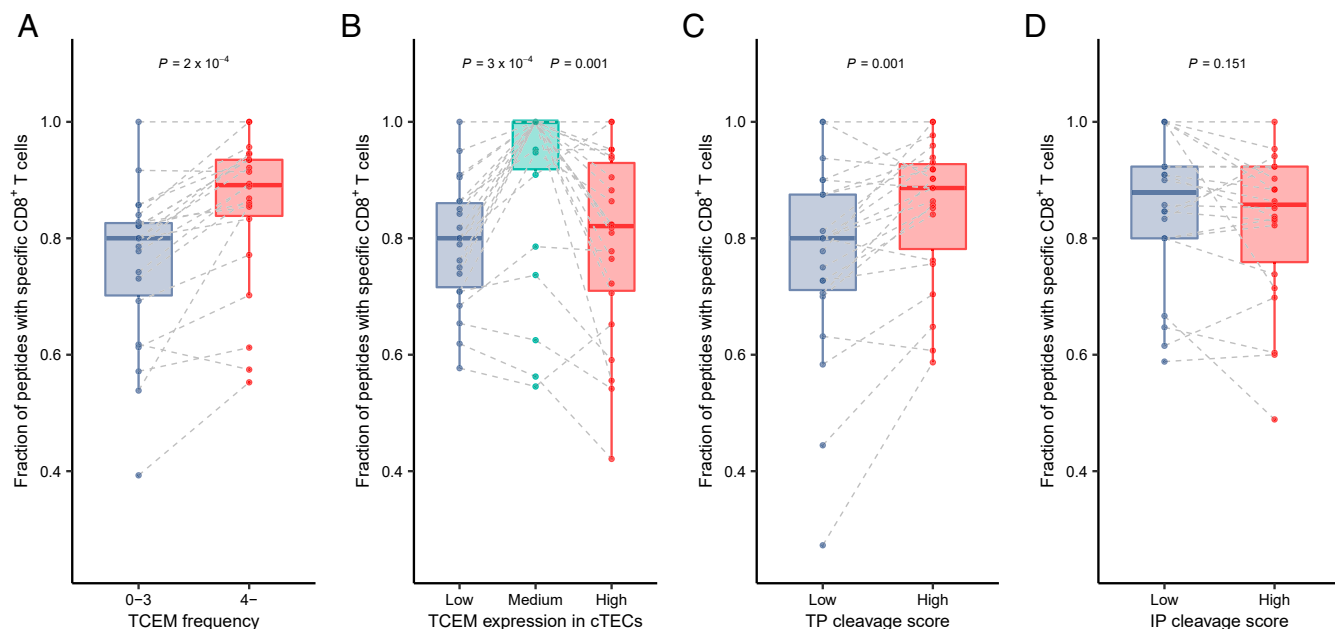 A
P = 2 x 10⁻⁴
Fraction of peptides with specific CD8⁺ T cells
1.0
0.8
0.6
0.4
0−3 4−
TCEM frequency
B
P = 3 x 10⁻⁴ P = 0.001
Fraction of peptides with specific CD8⁺ T cells
1.0
0.8
0.6
0.4
Low Medium High
TCEM expression in cTECs
C
P = 0.001
Fraction of peptides with specific CD8⁺ T cells
1.0
0.8
0.6
0.4
Low High
TP cleavage score
D
P = 0.151
Fraction of peptides with specific CD8⁺ T cells
1.0
0.8
0.6
0.4
Low High
IP cleavage score